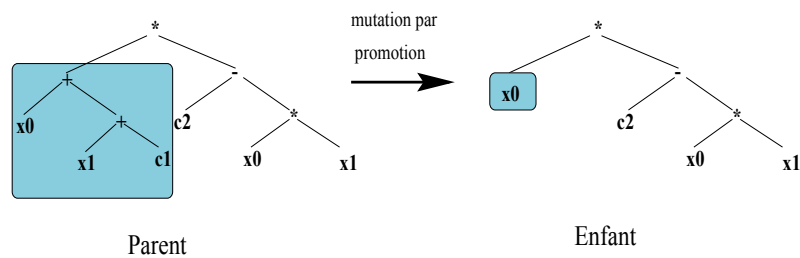 mutation par
promotion
* *
+ - x0 -
x0 + c2 * c2 *
x1 c1 x0 x1 x0 x1
Parent Enfant